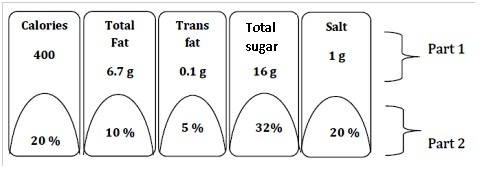 Calories
400
20 %
Total
Fat
6.7 g
10 %
Trans
fat
0.1 g
5 %
Total
sugar
16 g
32%
Salt
1 g
20 %
Part 1
Part 2